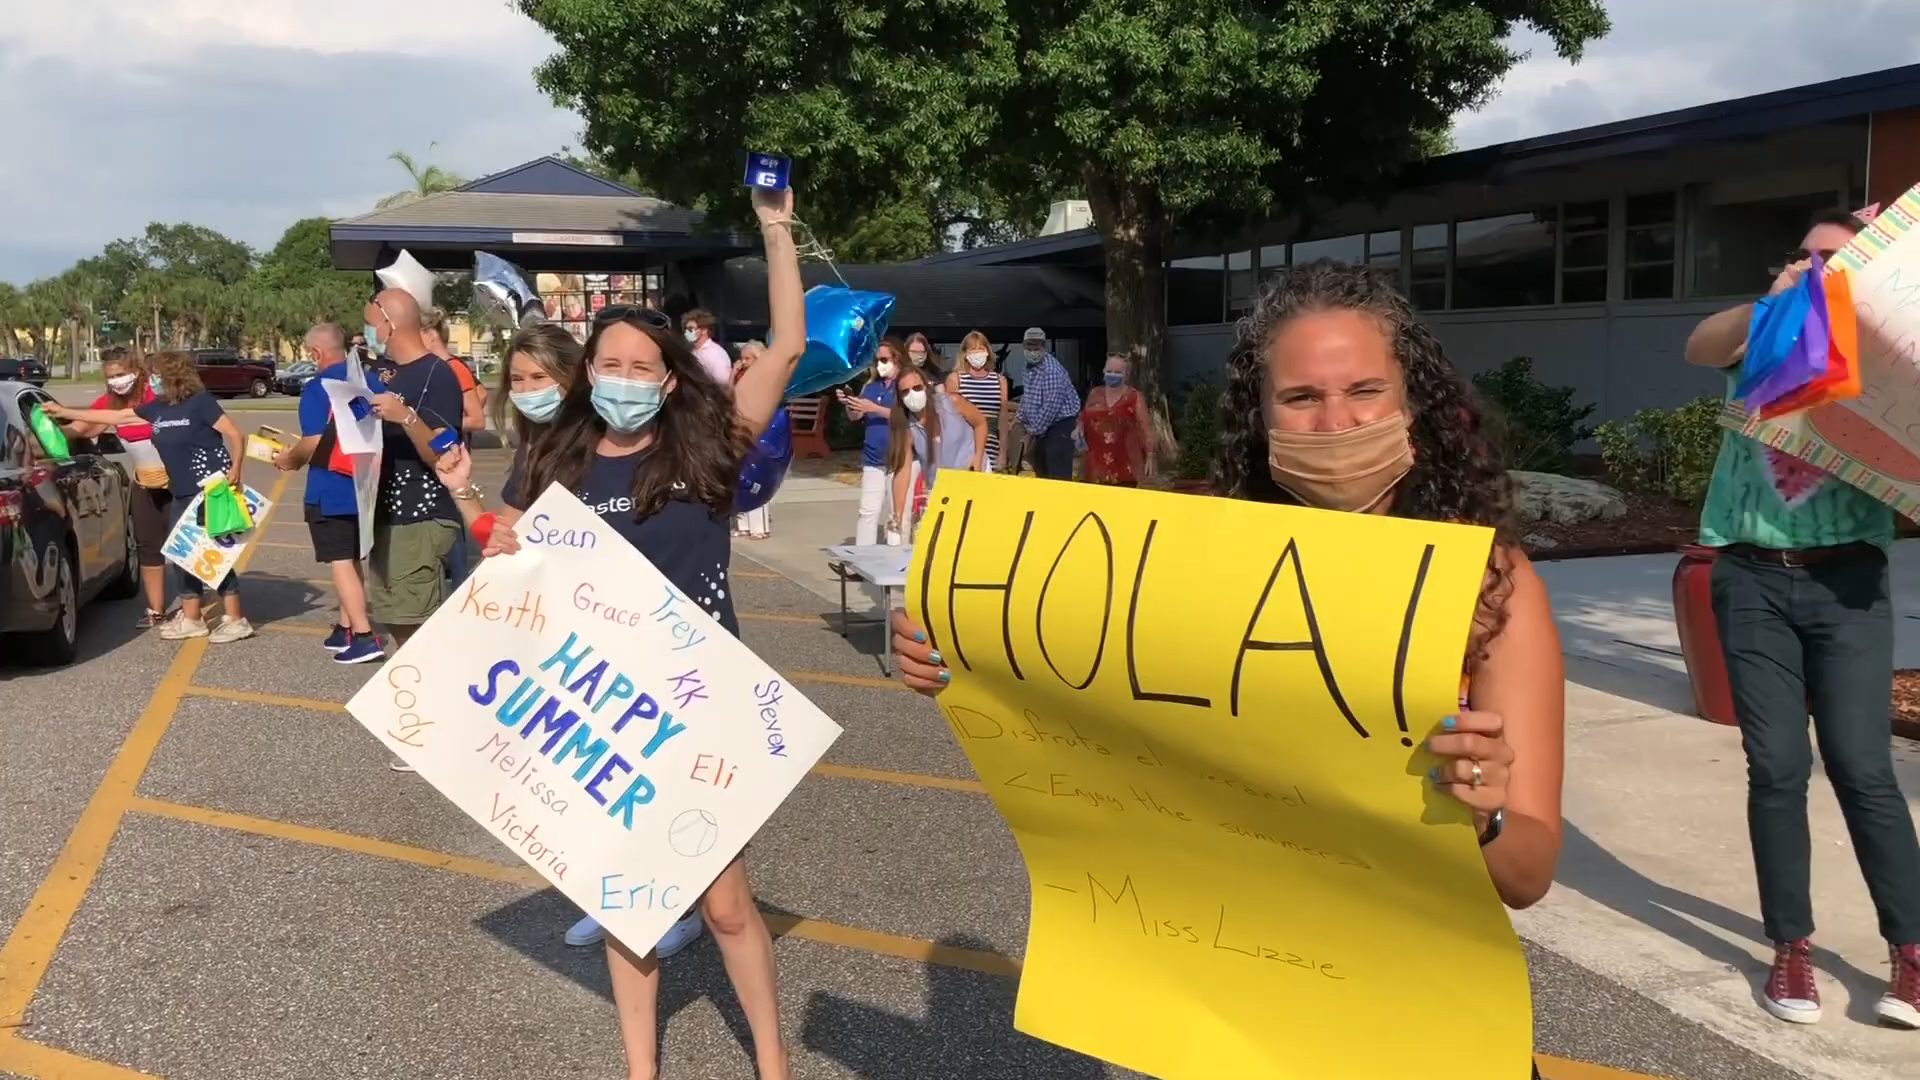 Sean
Keith
Grace
Trey
HAPPY
SUMMER
KK
Steven
Cody
Melissa
Eli
Victoria
Eric
¡HOLA!
¡Disfruta el verano!
<Enjoy the summer>
-Miss Lizzie